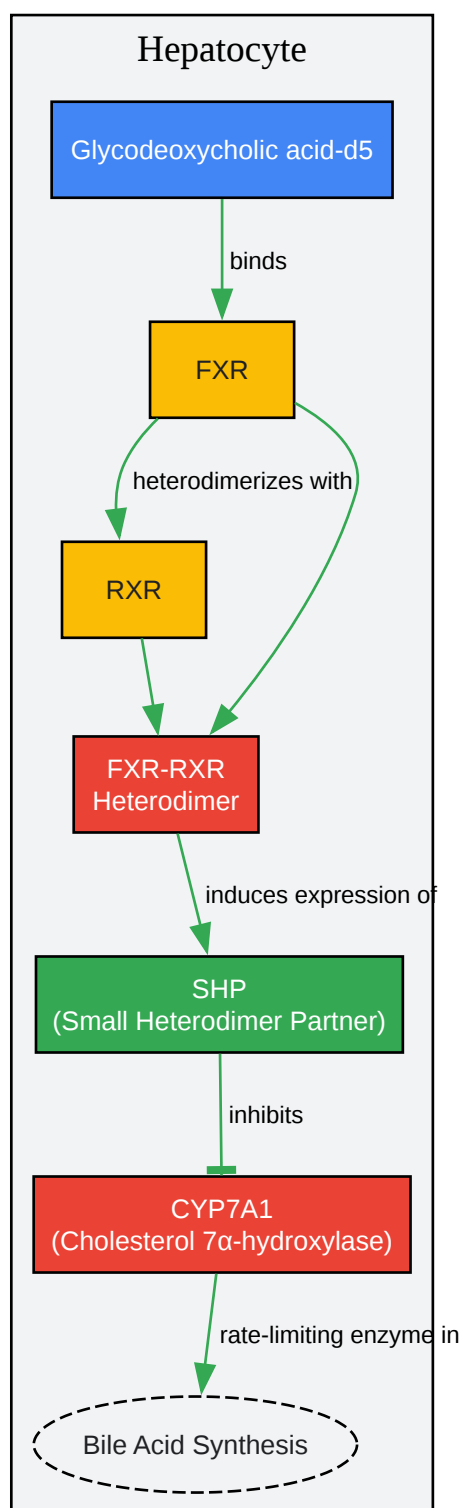 Hepatocyte
Glycodeoxycholic acid-d5
binds
FXR
heterodimerizes with
RXR
FXR-RXR
Heterodimer
induces expression of
SHP
(Small Heterodimer Partner)
inhibits
CYP7A1
(Cholesterol 7α-hydroxylase)
rate-limiting enzyme in
Bile Acid Synthesis